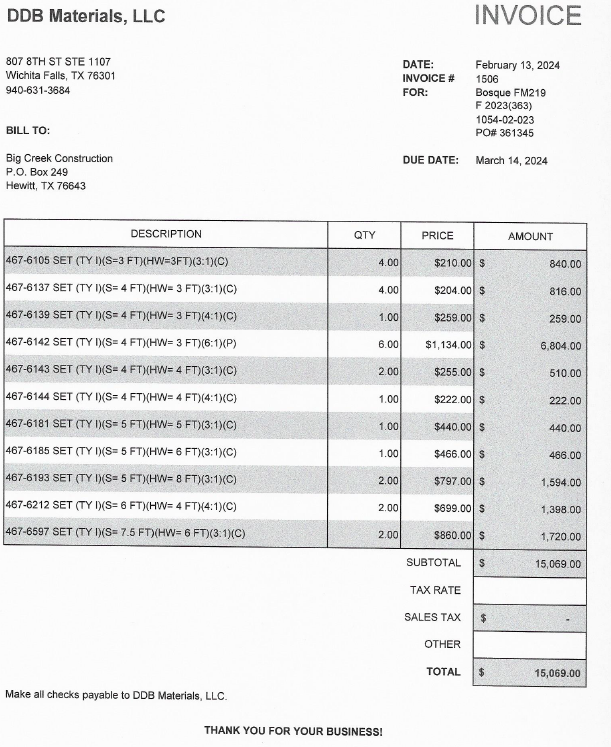 DDB Materials, LLC
INVOICE
807 8TH ST STE 1107
Wichita Falls, TX 76301
940-631-3684
DATE: February 13, 2024
INVOICE # 1506
FOR: Bosque FM219
F 2023(363)
1054-02-023
PO# 361345
BILL TO:
Big Creek Construction
P.O. Box 249
Hewitt, TX 76643
DUE DATE: March 14, 2024
DESCRIPTION QTY PRICE AMOUNT
467-6105 SET (TY I)(S=3 FT)(HW=3FT)(3:1)(C) 4.00 $210.00 $ 840.00
467-6137 SET (TY I)(S= 4 FT)(HW= 3 FT)(3:1)(C) 4.00 $204.00 $ 816.00
467-6139 SET (TY I)(S= 4 FT)(HW= 3 FT)(4:1)(C) 1.00 $259.00 $ 259.00
467-6142 SET (TY I)(S= 4 FT)(HW= 3 FT)(6:1)(P) 6.00 $1,134.00 $ 6,804.00
467-6143 SET (TY I)(S= 4 FT)(HW= 4 FT)(3:1)(C) 2.00 $255.00 $ 510.00
467-6144 SET (TY I)(S= 4 FT)(HW= 4 FT)(4:1)(C) 1.00 $222.00 $ 222.00
467-6181 SET (TY I)(S= 5 FT)(HW= 5 FT)(3:1)(C) 1.00 $440.00 $ 440.00
467-6185 SET (TY I)(S= 5 FT)(HW= 6 FT)(3:1)(C) 1.00 $466.00 $ 466.00
467-6193 SET (TY I)(S= 5 FT)(HW= 8 FT)(3:1)(C) 2.00 $797.00 $ 1,594.00
467-6212 SET (TY I)(S= 6 FT)(HW= 4 FT)(4:1)(C) 2.00 $699.00 $ 1,398.00
467-6597 SET (TY I)(S= 7.5 FT)(HW= 6 FT)(3:1)(C) 2.00 $860.00 $ 1,720.00
SUBTOTAL $ 15,069.00
TAX RATE
SALES TAX $ -
OTHER
TOTAL $ 15,069.00
Make all checks payable to DDB Materials, LLC.
THANK YOU FOR YOUR BUSINESS!